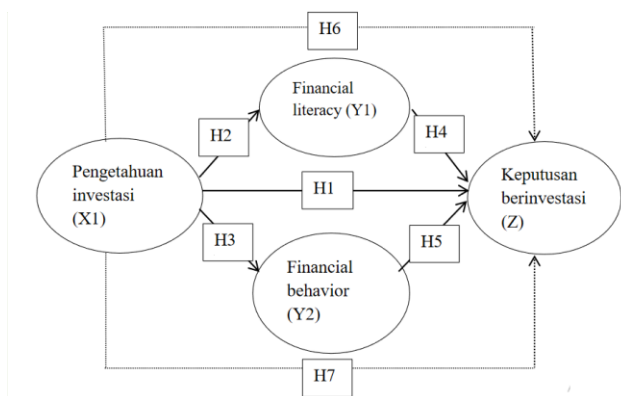 H6
Financial
literacy (Y1)
H2
H4
Pengetahuan
investasi
(X1)
H1
Keputusan
berinvestasi
(Z)
H3
H5
Financial
behavior
(Y2)
H7